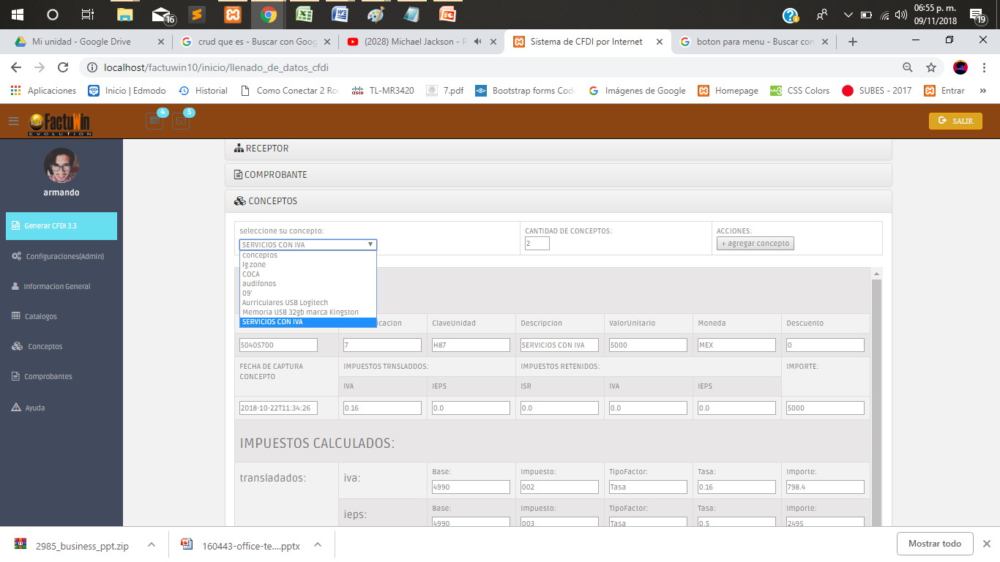 16
06:55 p. m.
09/11/2018
19
Mi unidad - Google Drive
crud que es - Buscar con Goog
(2028) Michael Jackson - P
Sistema de CFDI por Internet
boton para menu - Buscar con
localhost/factuwin10/inicio/llenado_de_datos_cfdi
Aplicaciones
Inicio | Edmodo
Historial
Como Conectar 2 Rou
TL-MR3420
7.pdf
Bootstrap forms Code
Imágenes de Google
Homepage
CSS Colors
SUBES - 2017
Entrar
»
FactuWin
EVOLUTION
4
5
SALIR
armando
Generar CFDI 3.3
Configuraciones(Admin)
Informacion General
Catalogos
Conceptos
Comprobantes
Ayuda
RECEPTOR
COMPROBANTE
CONCEPTOS
seleccione su concepto:
CANTIDAD DE CONCEPTOS:
ACCIONES:
SERVICIOS CON IVA
2
+ agregar concepto
conceptos
lg zone
COCA
audifonos
09'
Aurriculares USB Logitech
Memoria USB 32gb marca Kingston
SERVICIOS CON IVA
icacion
ClaveUnidad
Descripcion
ValorUnitario
Moneda
Descuento
50405700
7
H87
SERVICIOS CON IVA
5000
MEX
0
FECHA DE CAPTURA CONCEPTO
IMPUESTOS TRNSLADDOS:
IMPUESTOS RETENIDOS:
IMPORTE:
IVA
IEPS
ISR
IVA
IEPS
2018-10-22T11:34:26
0.16
0.0
0.0
0.0
0.0
5000
IMPUESTOS CALCULADOS:
transladados:
iva:
Base:
Impuesto:
TipoFactor:
Tasa:
Importe:
4990
002
Tasa
0.16
798.4
ieps:
Base:
Impuesto:
TipoFactor:
Tasa:
Importe:
4990
003
Tasa
0.5
2495
2985_business_ppt.zip
160443-office-te....pptx
Mostrar todo